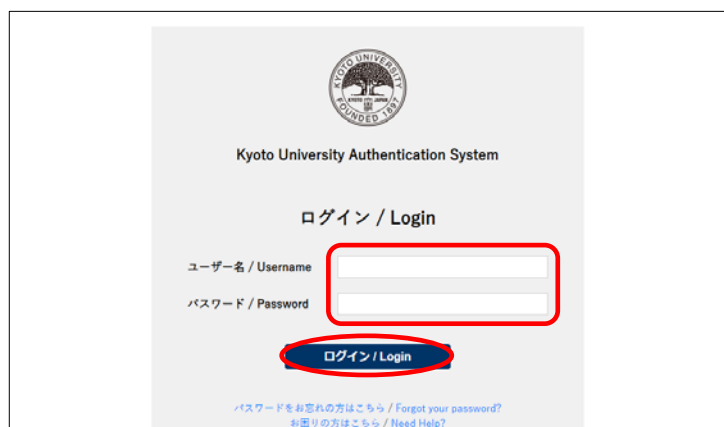 KYOTO UNIVERSITY
KYOTO JAPAN
FOUNDED 1897
Kyoto University Authentication System
ログイン / Login
ユーザー名 / Username
パスワード / Password
ログイン / Login
パスワードをお忘れの方はこちら / Forgot your password?
お困りの方はこちら / Need Help?